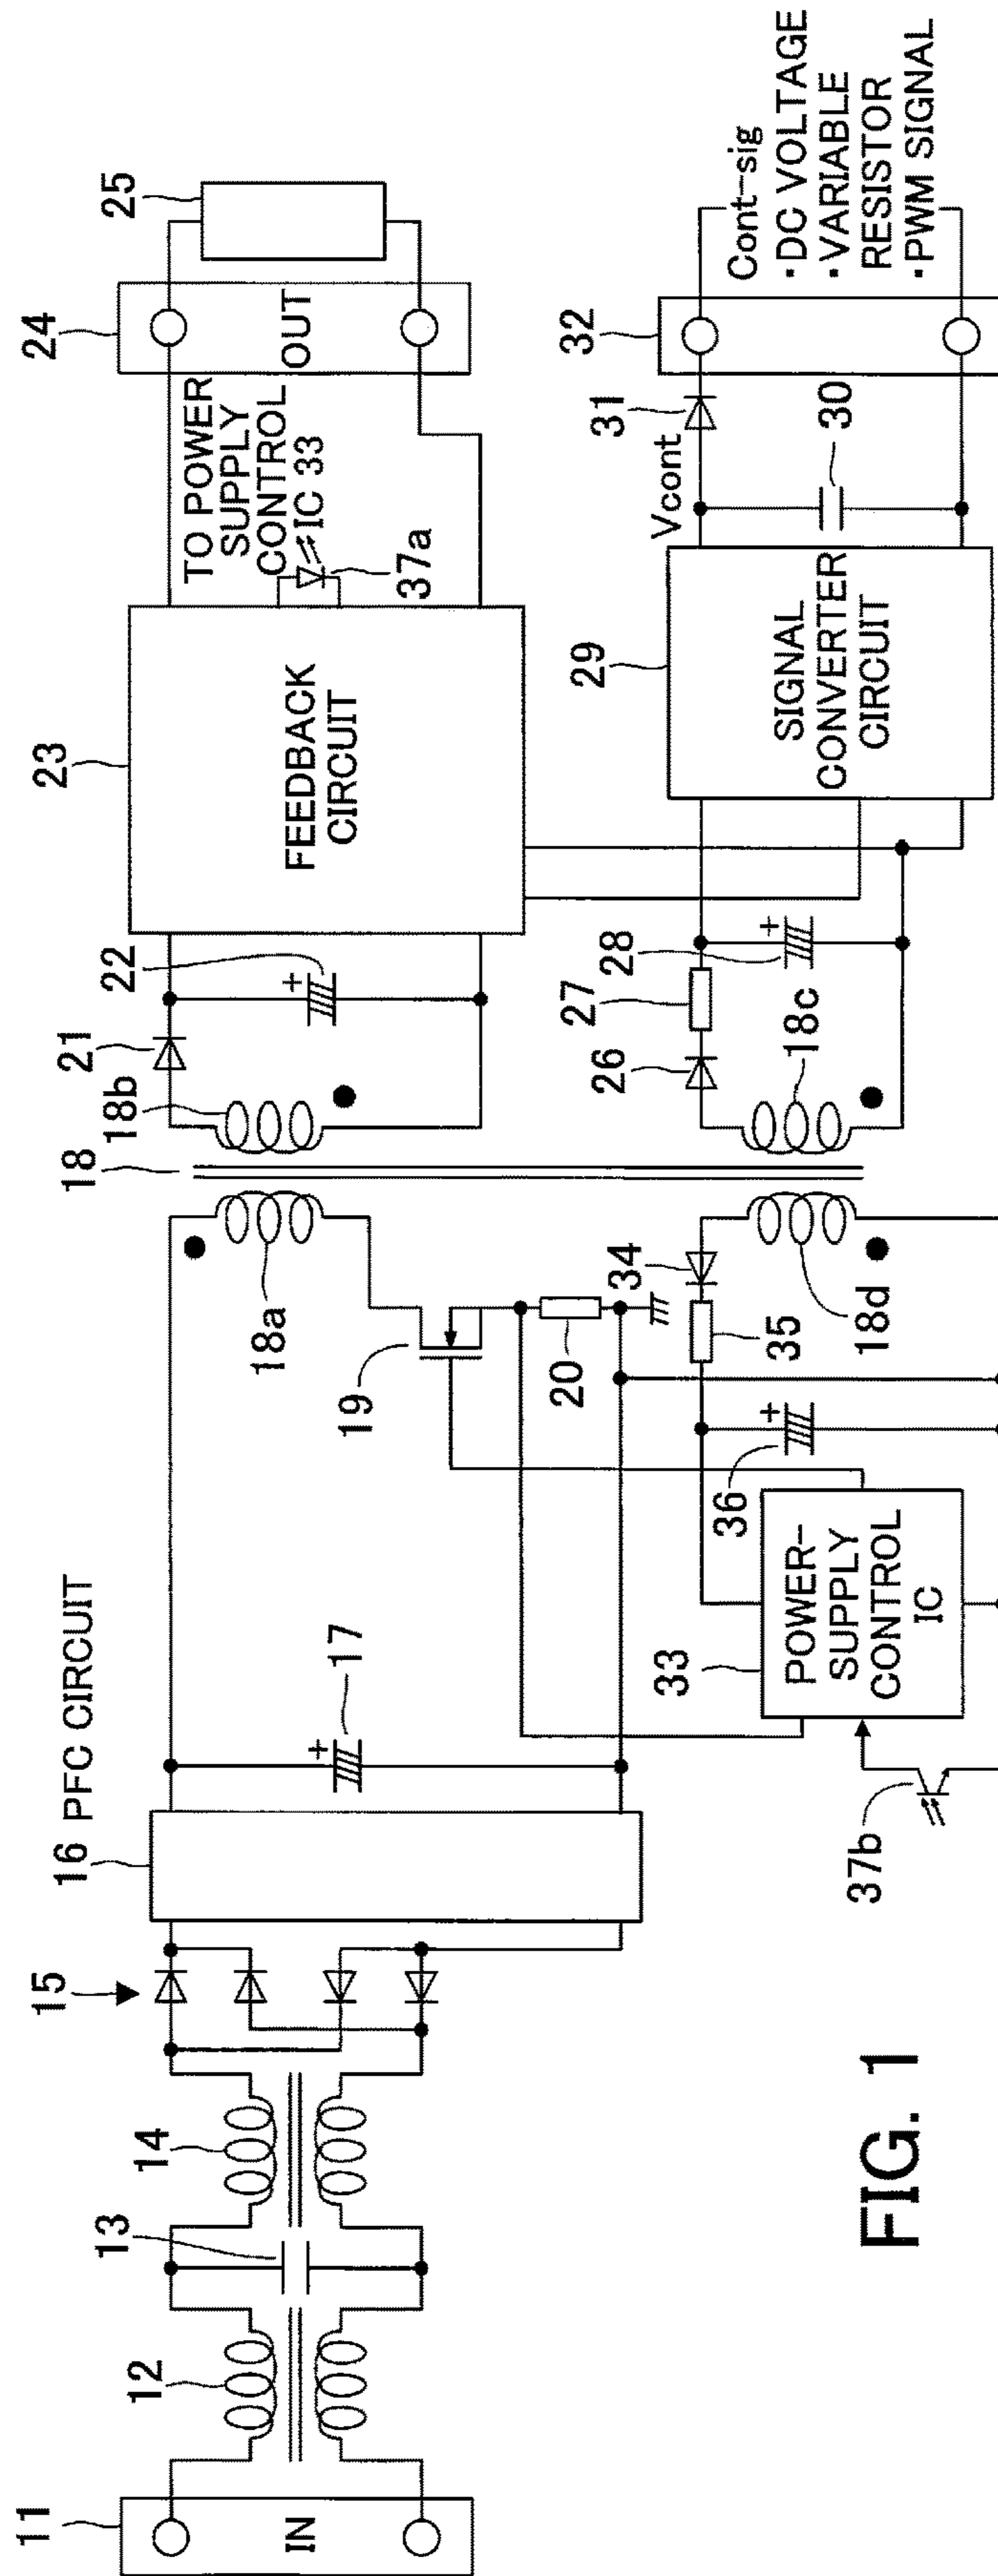 11
IN
12
13
14
15
16 PFC CIRCUIT
17
18
18a
18b
19
20
21
22
23
FEEDBACK
CIRCUIT
TO POWER
SUPPLY
CONTROL
IC 33
37a
24
OUT
25
26
27
28
18c
29
SIGNAL
CONVERTER
CIRCUIT
Vcont
30
31
32
Cont-sig
・DC VOLTAGE
・VARIABLE
RESISTOR
・PWM SIGNAL
33
POWER-
SUPPLY
CONTROL
IC
34
35
36
18d
37b
FIG. 1